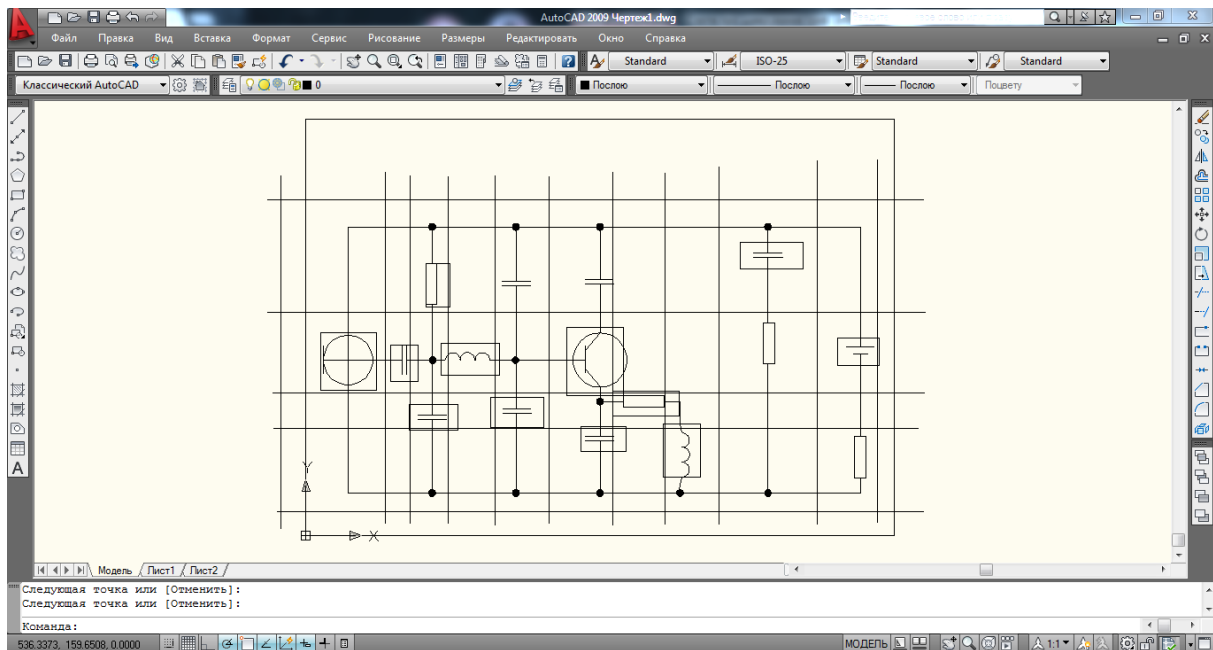 AutoCAD 2009 Чертеж1.dwg
Файл Правка Вид Вставка Формат Сервис Рисование Размеры Редактировать Окно Справка
Standard ISO-25 Standard Standard
Классический AutoCAD 0 Послою Послою Послою Поцвету
A
Y
X
Модель Лист1 Лист2
Следующая точка или [Отменить]:
Следующая точка или [Отменить]:
Команда:
536.3373, 159.6508, 0.0000 МОДЕЛЬ 1:1